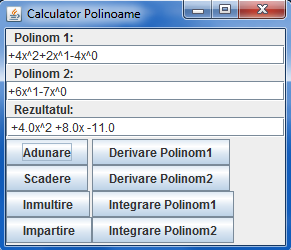 Calculator Polinoame
Polinom 1:
+4x^2+2x^1-4x^0
Polinom 2:
+6x^1-7x^0
Rezultatul:
+4.0x^2 +8.0x -11.0
Adunare Derivare Polinom1
Scadere Derivare Polinom2
Inmultire Integrare Polinom1
Impartire Integrare Polinom2